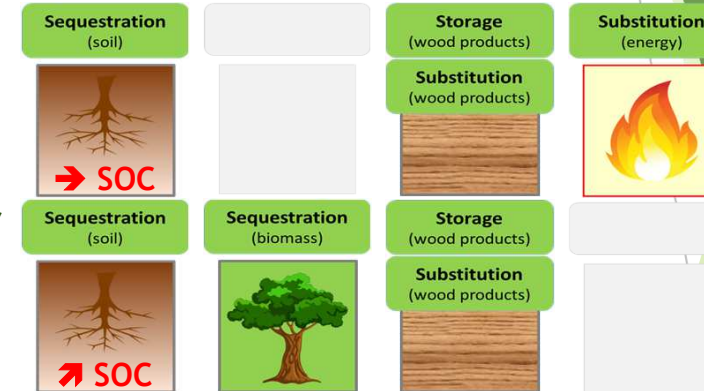 Sequestration
(soil)
Storage
(wood products)
Substitution
(energy)
Substitution
(wood products)
→ SOC
Sequestration
(soil)
Sequestration
(biomass)
Storage
(wood products)
Substitution
(wood products)
↗ SOC